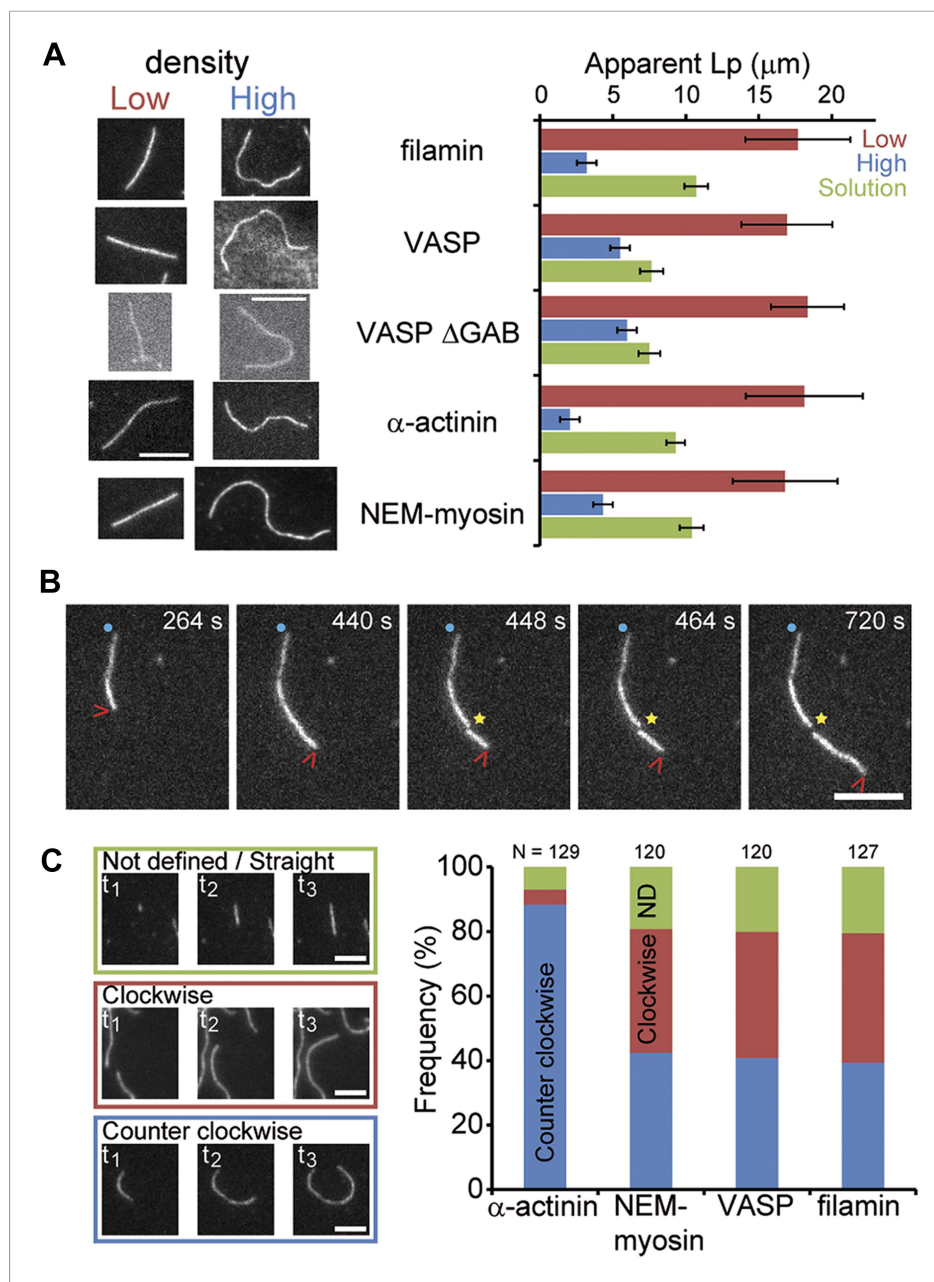 A
density
Low High
Apparent Lp (μm)
0 5 10 15 20
Low
High
Solution
filamin
VASP
VASP ΔGAB
α-actinin
NEM-myosin
B
264 s 440 s 448 s 464 s 720 s
C
Not defined / Straight
t1 t2 t3
Clockwise
t1 t2 t3
Counter clockwise
t1 t2 t3
N = 129 120 120 127
Frequency (%)
100
80
60
40
20
0
Counter clockwise
Clockwise
ND
α-actinin NEM-
myosin VASP filamin